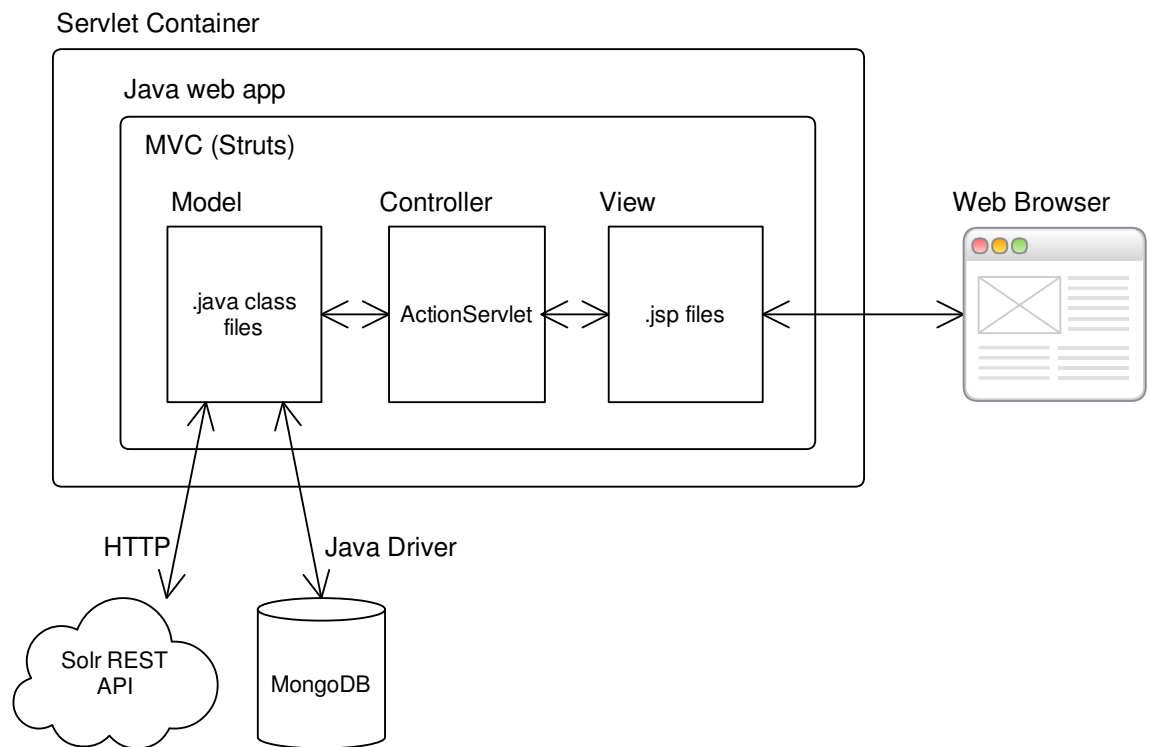 Servlet Container
Java web app
MVC (Struts)
Model
Controller
View
Web Browser
.java class
files
ActionServlet
.jsp files
HTTP
Java Driver
Solr REST
API
MongoDB